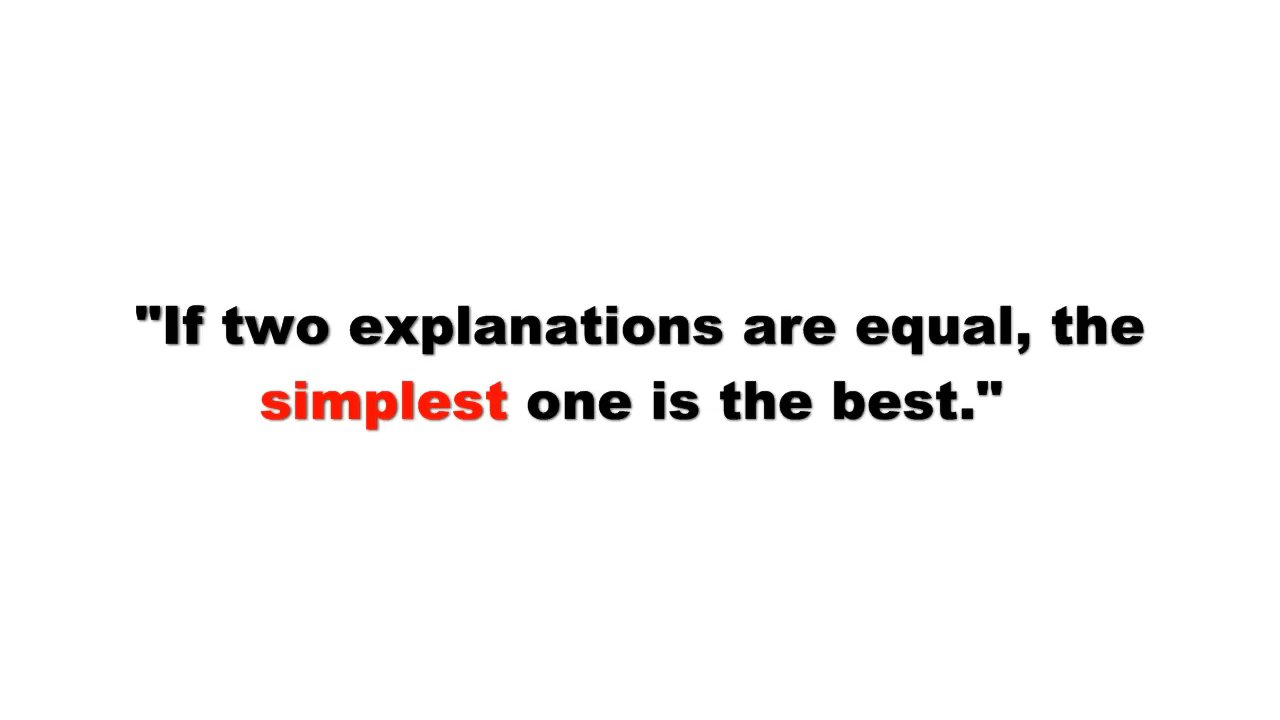 "If two explanations are equal, the
simplest one is the best."